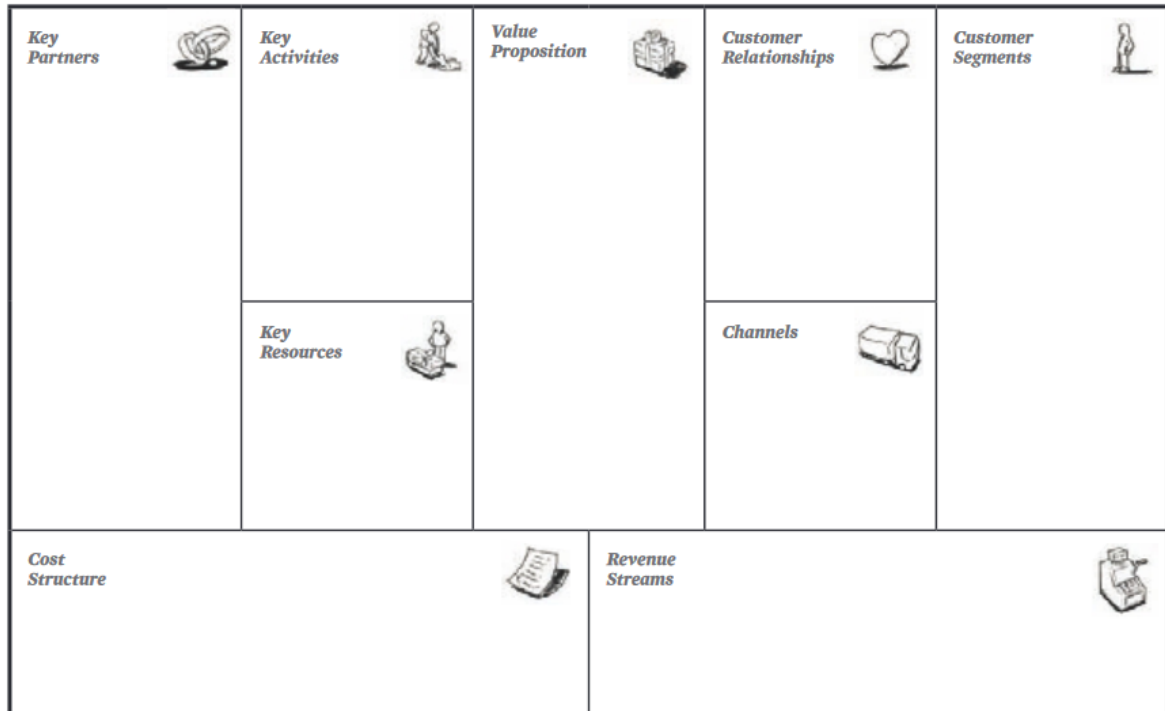 Key
Partners
Key
Activities
Value
Proposition
Customer
Relationships
Customer
Segments
Key
Resources
Channels
Cost
Structure
Revenue
Streams